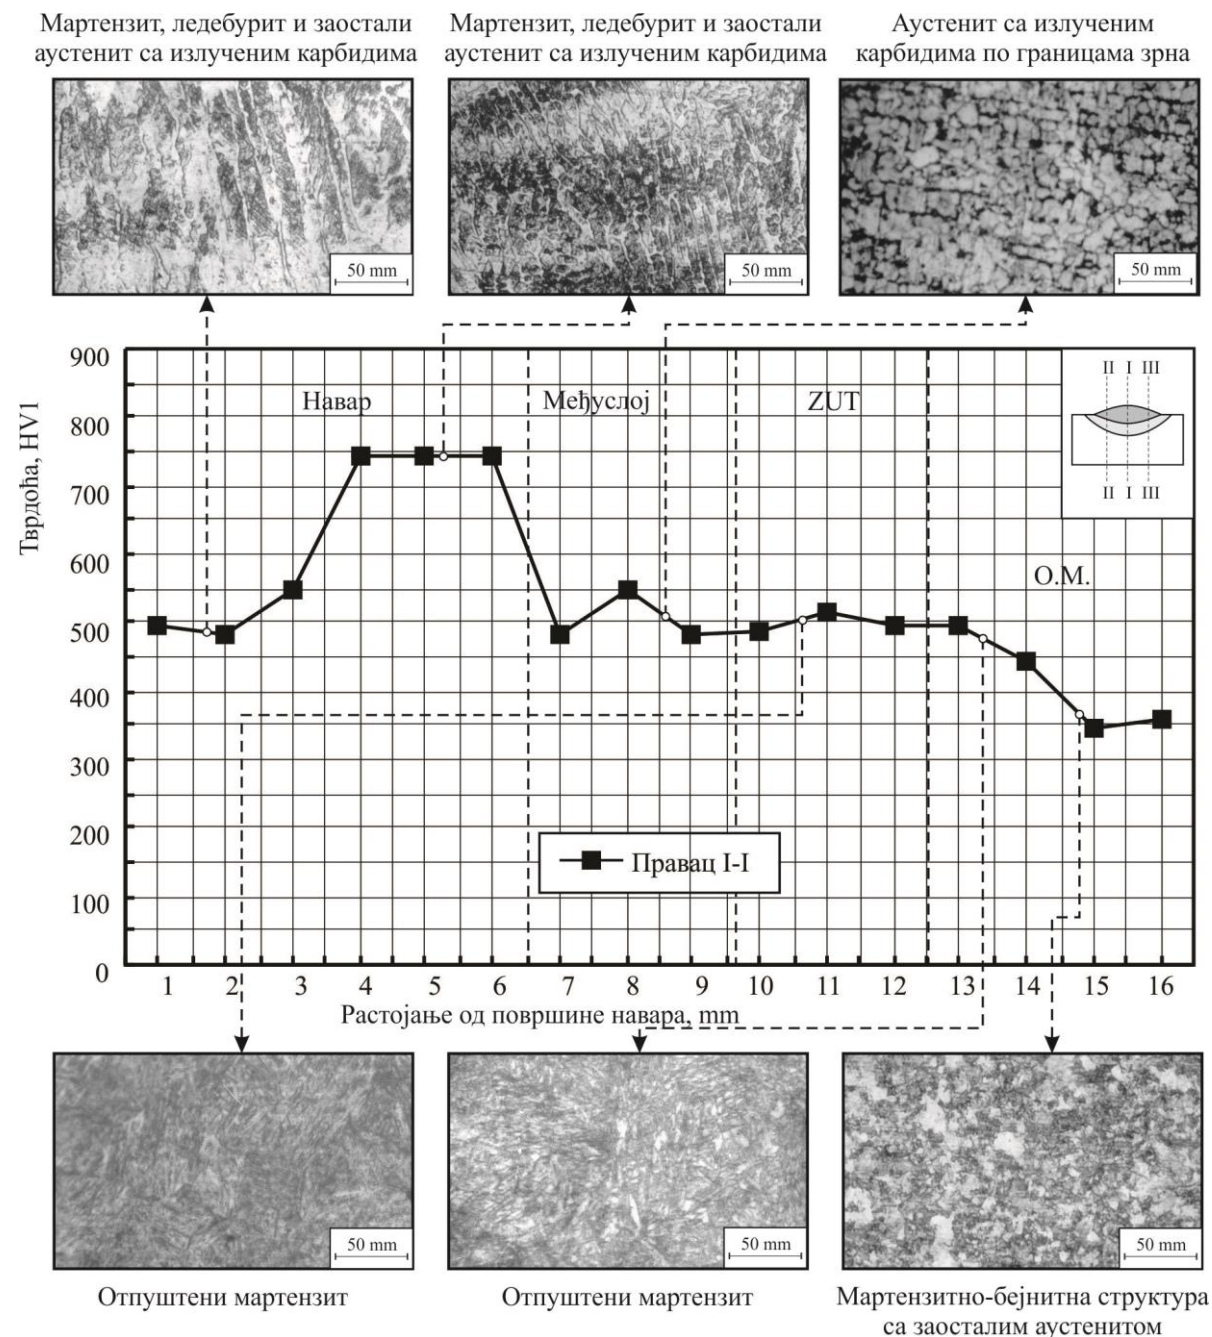 Мартензит, ледебурит и заостали
аустенит са излученим карбидима
Мартензит, ледебурит и заостали
аустенит са излученим карбидима
Аустенит са излученим
карбидима по границама зрна
50 mm
50 mm
50 mm
900
800
700
600
500
400
300
200
100
0
Тврдоћа, HV1
Навар
Међуслој
ZUT
О.М.
II I III
II I III
Правац I-I
1 2 3 4 5 6 7 8 9 10 11 12 13 14 15 16
Растојање од површине навара, mm
50 mm
50 mm
50 mm
Отпуштени мартензит
Отпуштени мартензит
Мартензитно-бејнитна структура
са заосталим аустенитом